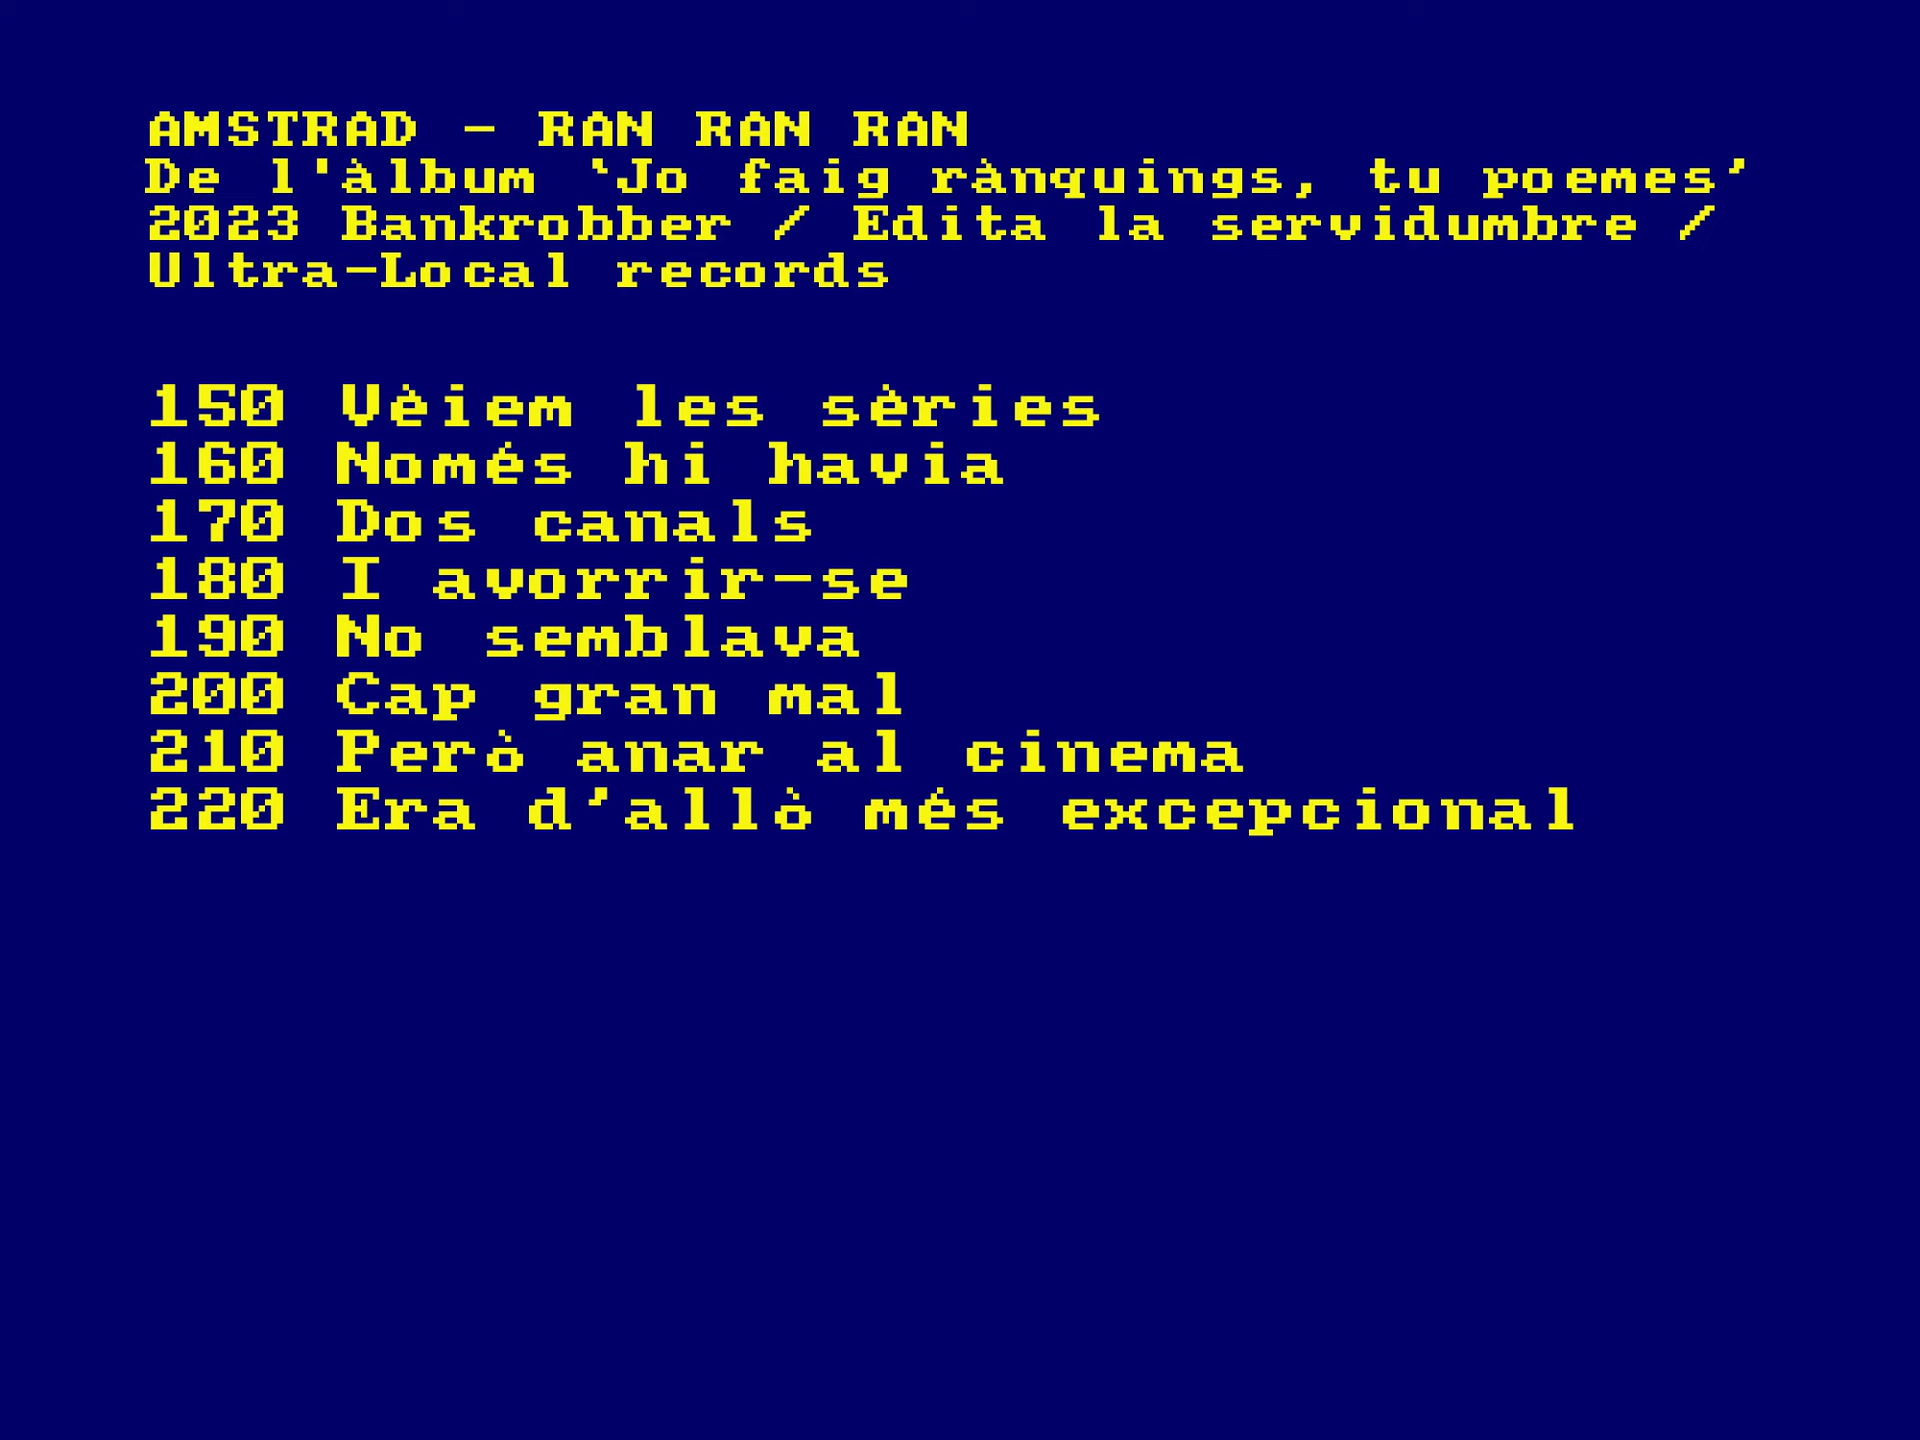 AMSTRAD - RAN RAN RAN
De l'àlbum ‘Jo faig rànquings, tu poemes’
2023 Bankrobber / Edita la servidumbre /
Ultra-Local records
150 Vèiem les sèries
160 Només hi havia
170 Dos canals
180 I avorrir-se
190 No semblava
200 Cap gran mal
210 Però anar al cinema
220 Era d’allò més excepcional